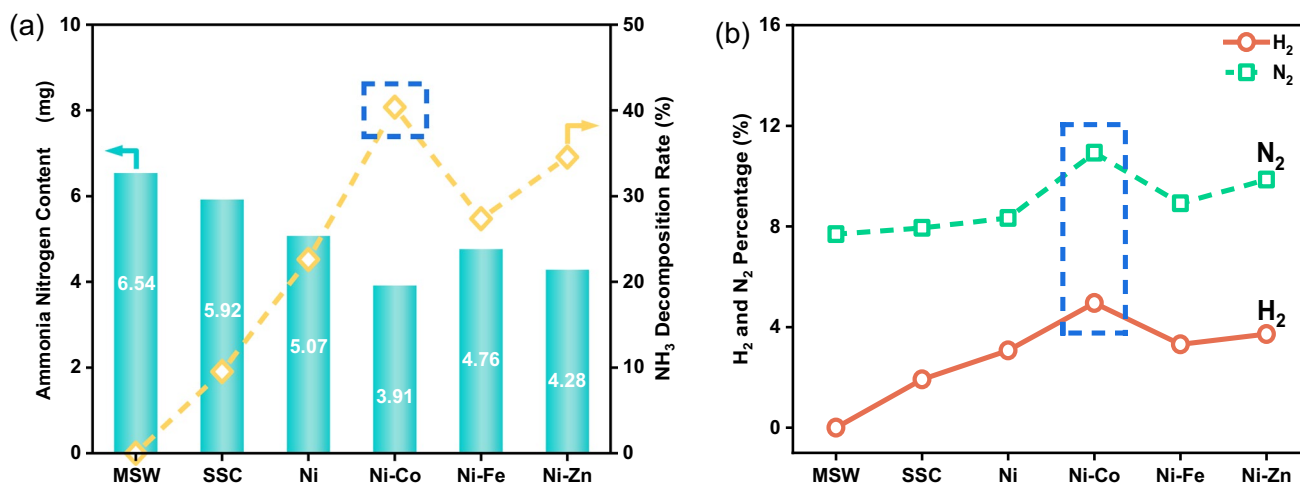 (a)
Ammonia Nitrogen Content (mg)
10
8
6
4
2
0
6.54
5.92
5.07
3.91
4.76
4.28
MSW
SSC
Ni
Ni-Co
Ni-Fe
Ni-Zn
50
40
30
20
10
0
NH₃ Decomposition Rate (%)
(b)
H₂ and N₂ Percentage (%)
16
12
8
4
0
H₂
N₂
N₂
H₂
MSW
SSC
Ni
Ni-Co
Ni-Fe
Ni-Zn